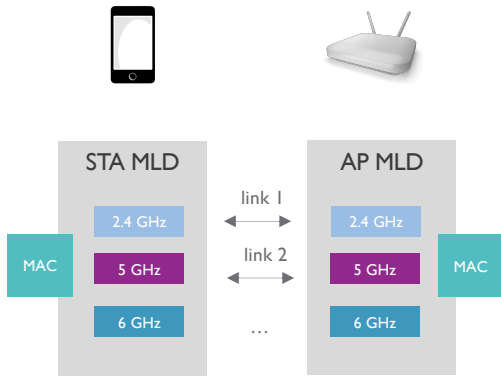 STA MLD
AP MLD
link 1
2.4 GHz
2.4 GHz
link 2
MAC
5 GHz
5 GHz
MAC
6 GHz
...
6 GHz